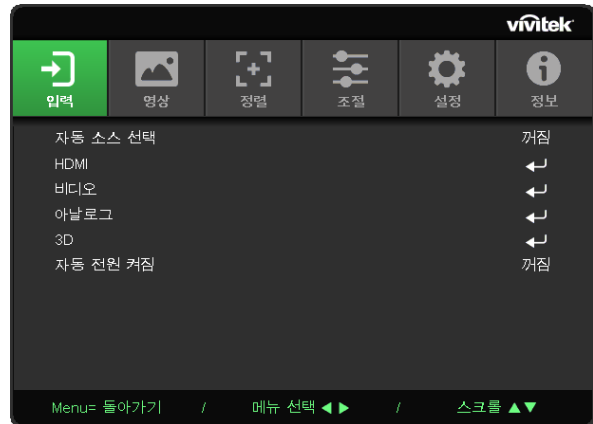 vivitek
입력 영상 정렬 조절 설정 정보
자동 소스 선택 꺼짐
HDMI
비디오
아날로그
3D
자동 전원 켜짐 꺼짐
Menu= 돌아가기 / 메뉴 선택 ◀ ▶ / 스크롤 ▲▼